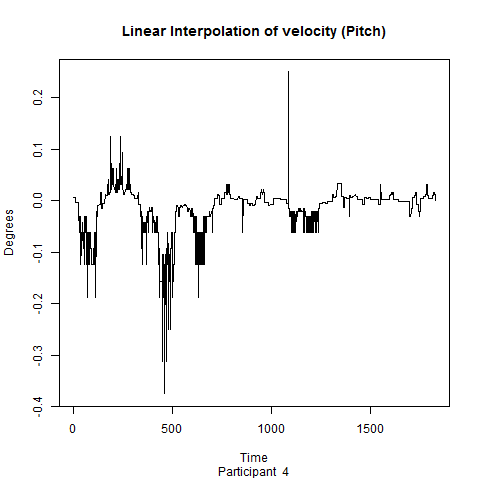 Linear Interpolation of velocity (Pitch)
Degrees
0.2
0.1
0.0
-0.1
-0.2
-0.3
-0.4
0 500 1000 1500
Time
Participant 4